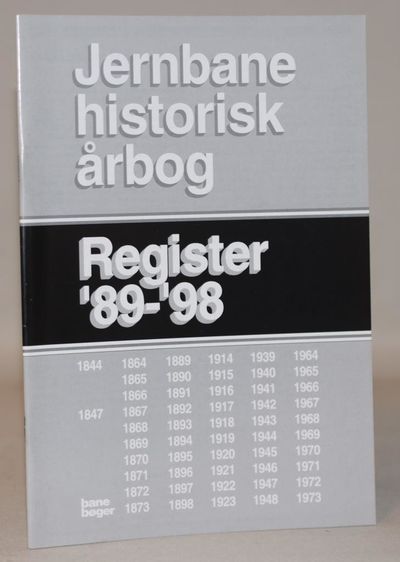 Jernbane
historisk
årbog
Register
'89-'98
1844 1864 1889 1914 1939 1964
1865 1890 1915 1940 1965
1866 1891 1916 1941 1966
1847 1867 1892 1917 1942 1967
1868 1893 1918 1943 1968
1869 1894 1919 1944 1969
1870 1895 1920 1945 1970
1871 1896 1921 1946 1971
1872 1897 1922 1947 1972
1873 1898 1923 1948 1973
bane
bøger